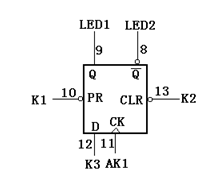 LED1 LED2
9 8
Q Q̅
K1 10 PR CLR 13 K2
D CK
12 11
K3 AK1